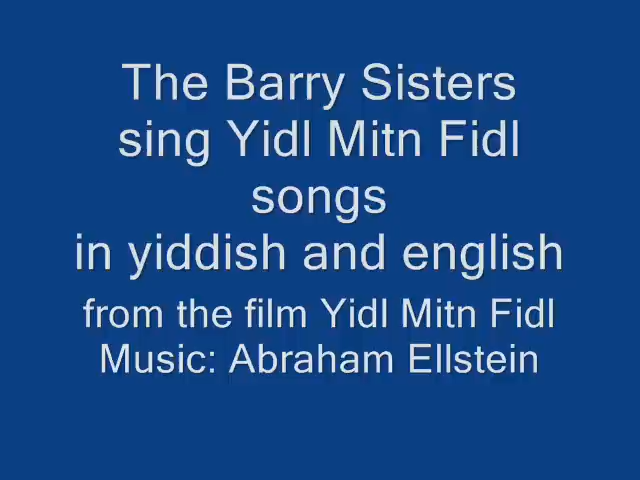 The Barry Sisters
sing Yidl Mitn Fidl
songs
in yiddish and english
from the film Yidl Mitn Fidl
Music: Abraham Ellstein